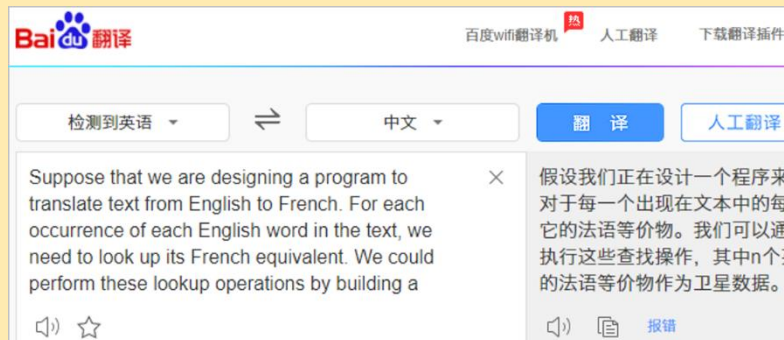 Bai du 翻译
百度wifi翻译机 热 人工翻译 下载翻译插件
检测到英语 中文 翻 译 人工翻译
Suppose that we are designing a program to
translate text from English to French. For each
occurrence of each English word in the text, we
need to look up its French equivalent. We could
perform these lookup operations by building a
假设我们正在设计一个程序来
对于每一个出现在文本中的每
它的法语等价物。我们可以通
执行这些查找操作，其中n个
的法语等价物作为卫星数据。
报错